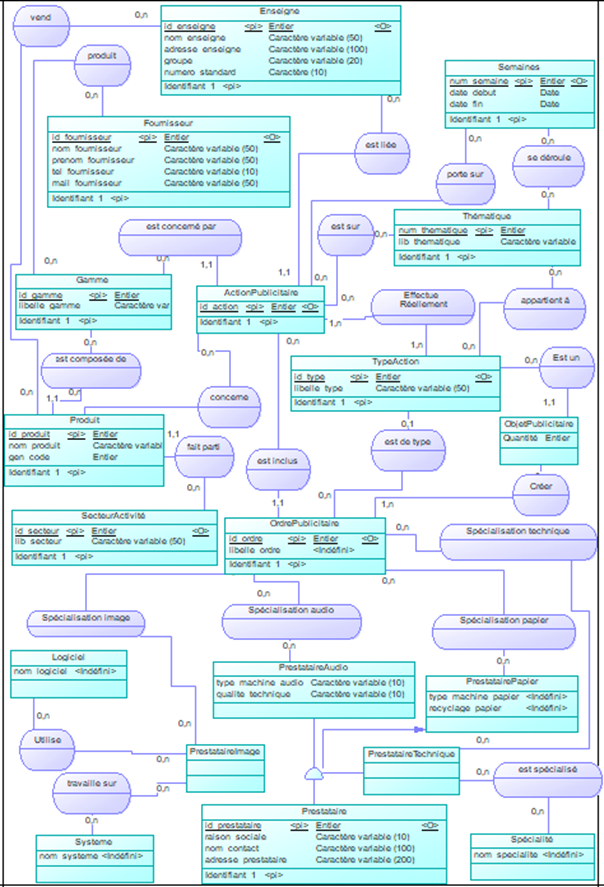 vend
0,n
Enseigne
id enseigne <pi> Entier <O>
nom enseigne Caractère variable (50)
adresse enseigne Caractère variable (100)
groupe Caractère variable (20)
numero standard Caractère (10)
Identifiant 1 <pi>
produit
0,n
Semaines
num semaine <pi> Entier <O>
date debut Date
date fin Date
Identifiant 1 <pi>
0,n
Fournisseur
id fournisseur <pi> Entier <O>
nom fournisseur Caractère variable (50)
prenom fournisseur Caractère variable (50)
tel fournisseur Caractère variable (10)
mail fournisseur Caractère variable (50)
Identifiant 1 <pi>
est liée
0,n
0,n
se déroule
porte sur
0,n
Thématique
num thematique <pi> Entier
lib thematique Caractère variable
Identifiant 1 <pi>
est concerné par
est sur
0,n
0,n
0,n
1,1
1,1
0,n
0,n
Gamme
id gamme <pi> Entier
libelle gamme Caractère var
Identifiant 1 <pi>
ActionPublicitaire
id action <pi> Entier <O>
Identifiant 1 <pi>
0,n
1,n
Effectue
Réellement
appartient à
0,n
0,n
1,n
0,n
est composée de
TypeAction
id type <pi> Entier <O>
libelle type Caractère variable (50)
Identifiant 1 <pi>
0,n
Est un
0,n
1,1
0,n
concerne
1,1
ObjetPublicitaire
Quantité Entier
Produit
id produit <pi> Entier
nom produit Caractère variabl
gen code Entier
Identifiant 1 <pi>
1,1
fait parti
0,1
est de type
est inclus
0,n
1,1
0,n
1,n
Créer
SecteurActivité
id secteur <pi> Entier <O>
lib secteur Caractère variable (50)
Identifiant 1 <pi>
OrdrePublicitaire
id ordre <pi> Entier <O>
libelle ordre <Indéfini>
Identifiant 1 <pi>
0,n
Spécialisation technique
0,n
0,n
Spécialisation image
Spécialisation audio
Spécialisation papier
0,n
0,n
Logiciel
nom logiciel <Indéfini>
PrestataireAudio
type machine audio Caractère variable (10)
qualite technique Caractère variable (10)
PrestatairePapier
type machine papier <Indéfini>
recyclage papier <Indéfini>
0,n
0,n
Utilise
0,n
PrestataireImage
PrestataireTechnique
0,n
travaille sur
0,n
0,n
est spécialisé
0,n
Systeme
nom systeme <Indéfini>
Prestataire
id prestataire <pi> Entier <O>
raison sociale Caractère variable (10)
nom contact Caractère variable (100)
adresse prestataire Caractère variable (200)
Identifiant 1 <pi>
0,n
Spécialité
nom specialite <Indéfini>